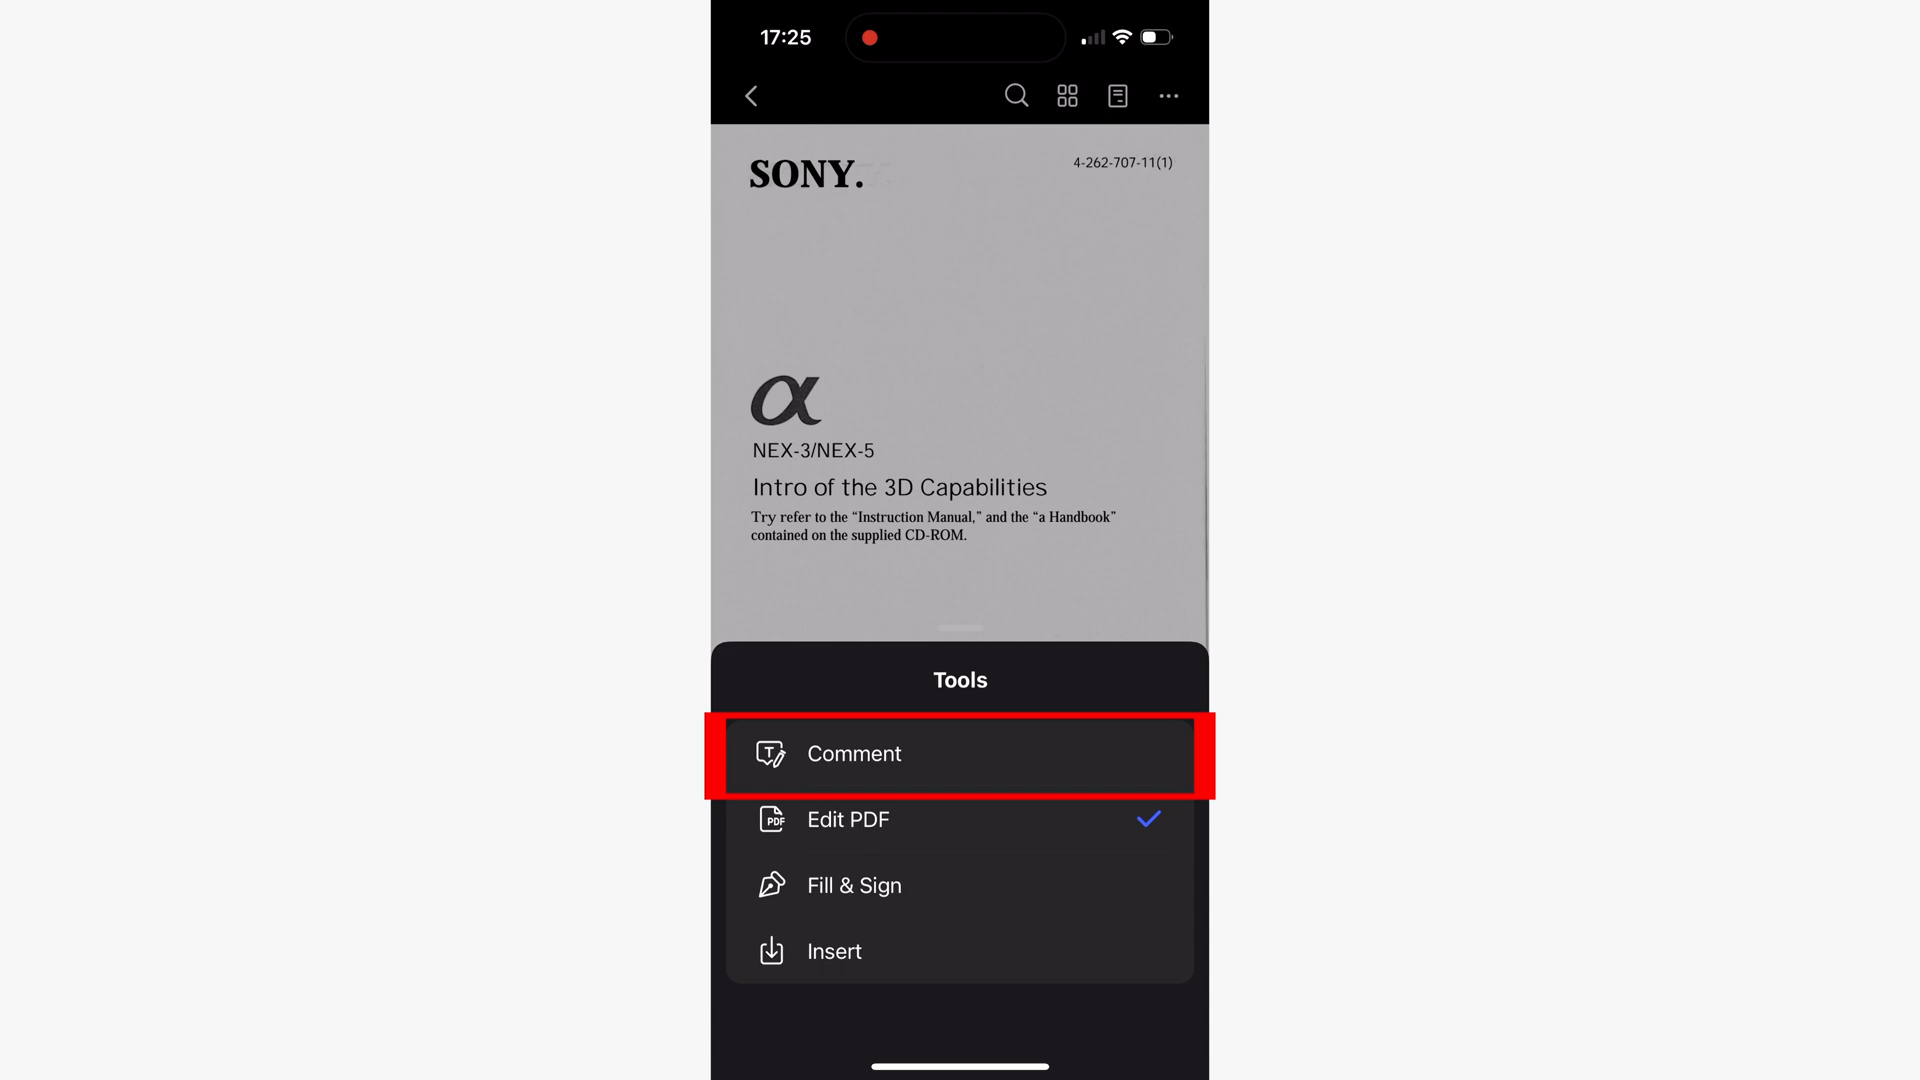 17:25
SONY.
4-262-707-11(1)
α
NEX-3/NEX-5
Intro of the 3D Capabilities
Try refer to the “Instruction Manual,” and the “a Handbook”
contained on the supplied CD-ROM.
Tools
Comment
Edit PDF
Fill & Sign
Insert